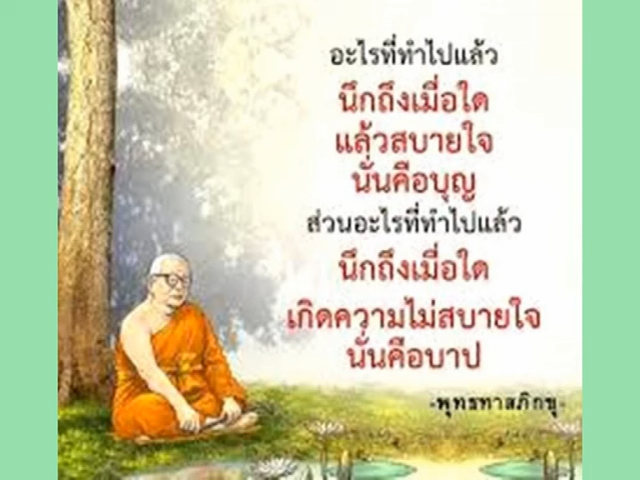 อะไรที่ทำไปแล้ว
นึกถึงเมื่อใด
แล้วสบายใจ
นั่นคือบุญ
ส่วนอะไรที่ทำไปแล้ว
นึกถึงเมื่อใด
เกิดความไม่สบายใจ
นั่นคือบาป
-พุทธทาสภิกขุ-